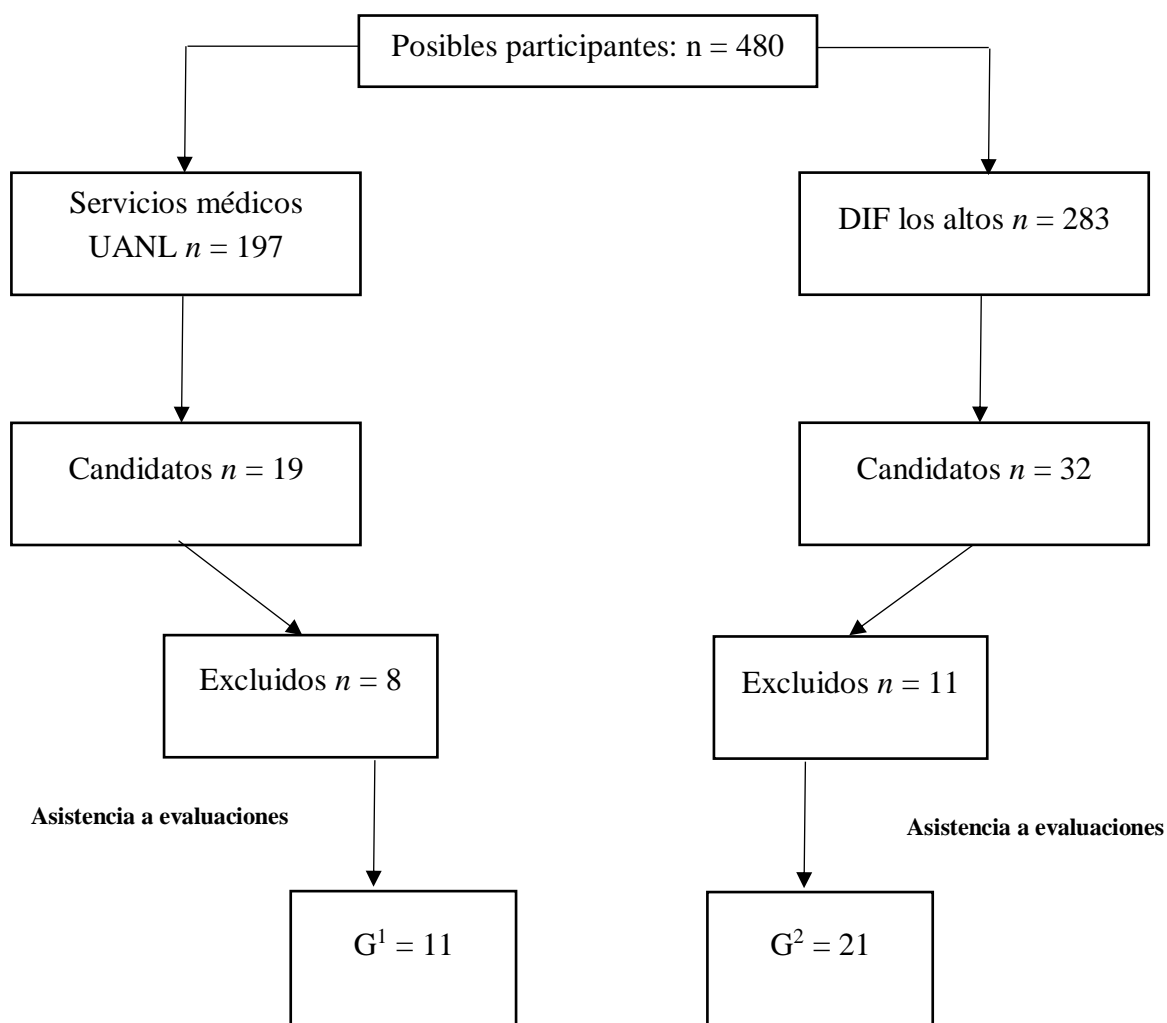 Posibles participantes: n = 480
Servicios médicos
UANL n = 197
DIF los altos n = 283
Candidatos n = 19
Candidatos n = 32
Excluidos n = 8
Excluidos n = 11
Asistencia a evaluaciones
Asistencia a evaluaciones
G¹ = 11
G² = 21